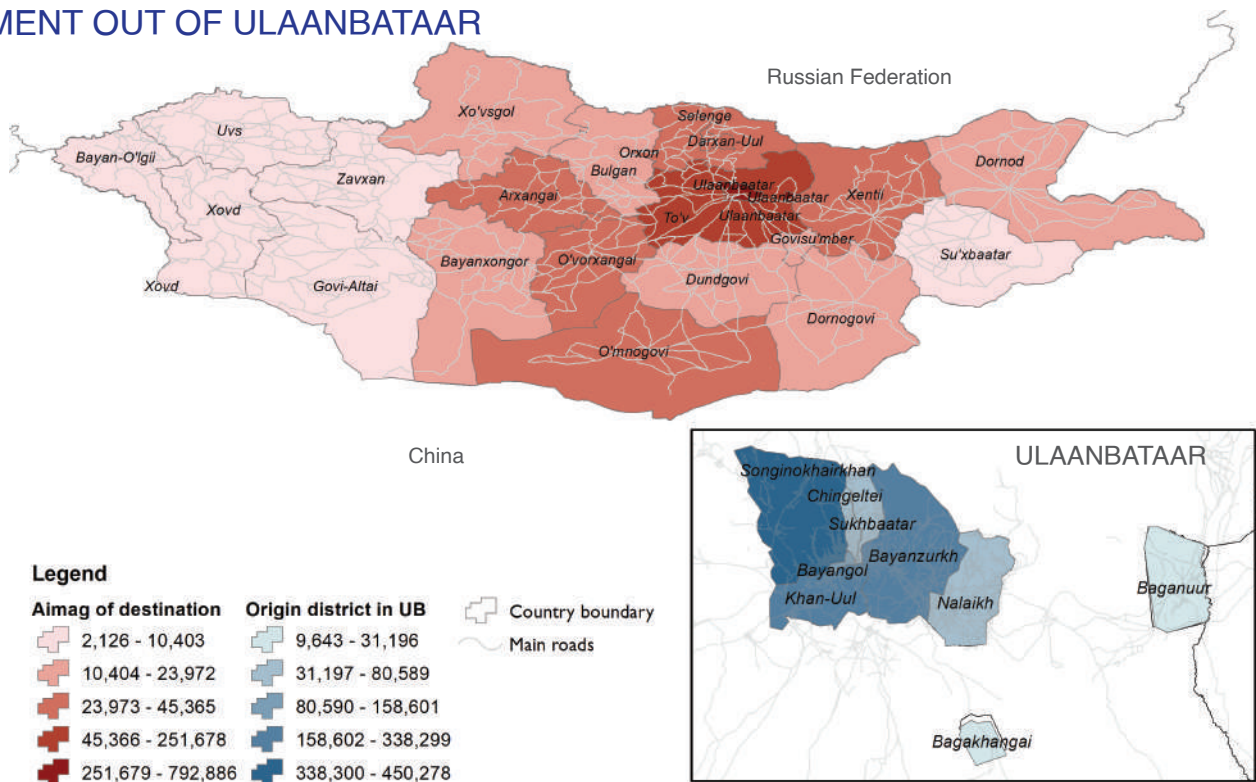 MENT OUT OF ULAANBATAAR
Russian Federation
Xo'vsgol
Selenge
Uvs
Darxan-Uul
Orxon
Bayan-O'lgii
Bulgan
Dornod
Zavxan
Ulaanbaatar
Arxangai
Ulaanbaatar
Xentii
Xovd
To'v
Ulaanbaatar
Govisu'mber
Bayanxongor
O'vorxangai
Su'xbaatar
Xovd
Govi-Altai
Dundgovi
Dornogovi
O'mnogovi
China
ULAANBATAAR
Songinokhairkhan
Chingeltei
Sukhbaatar
Bayanzurkh
Bayangol
Khan-Uul
Nalaikh
Baganuur
Bagakhangai
Legend
Aimag of destination
2,126 - 10,403
10,404 - 23,972
23,973 - 45,365
45,366 - 251,678
251,679 - 792,886
Origin district in UB
9,643 - 31,196
31,197 - 80,589
80,590 - 158,601
158,602 - 338,299
338,300 - 450,278
Country boundary
Main roads